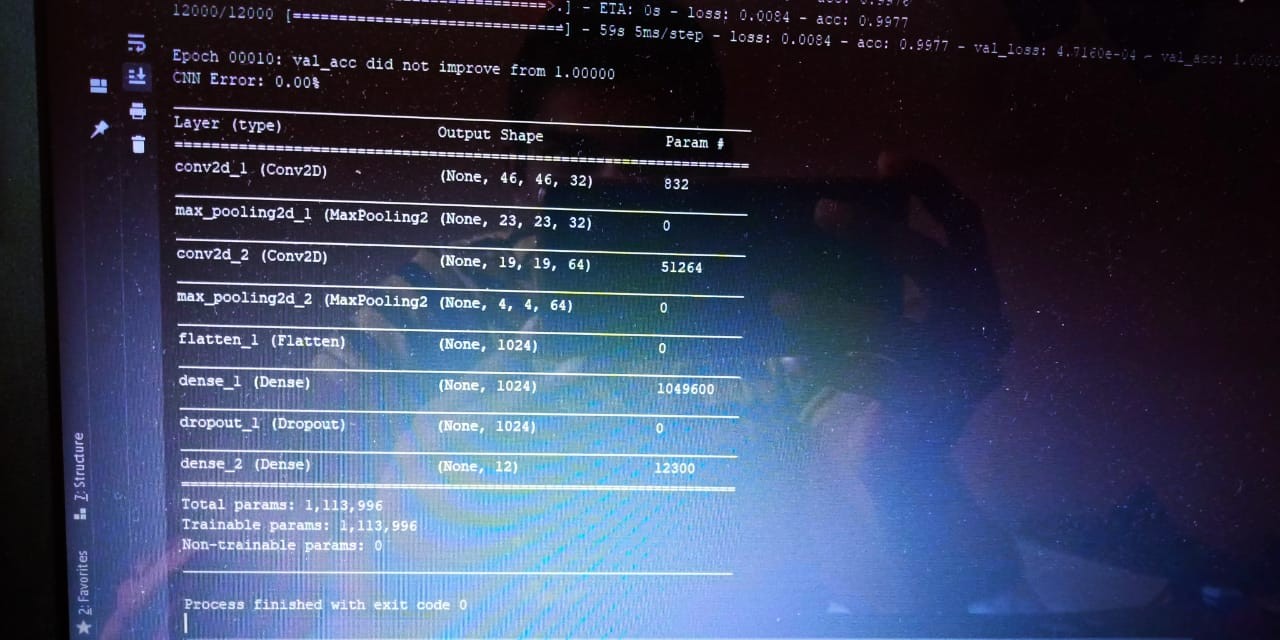 .] - ETA: 0s - loss: 0.0084 - acc: 0.9977
12000/12000 [==============================] - 59s 5ms/step - loss: 0.0084 - acc: 0.9977 - val_loss: 4.7160e-04 - val_acc:
Epoch 00010: val_acc did not improve from 1.00000
CNN Error: 0.00%
Layer (type) Output Shape Param #
conv2d_1 (Conv2D) (None, 46, 46, 32) 832
max_pooling2d_1 (MaxPooling2 (None, 23, 23, 32) 0
conv2d_2 (Conv2D) (None, 19, 19, 64) 51264
max_pooling2d_2 (MaxPooling2 (None, 4, 4, 64) 0
flatten_1 (Flatten) (None, 1024) 0
dense_1 (Dense) (None, 1024) 1049600
dropout_1 (Dropout) (None, 1024) 0
dense_2 (Dense) (None, 12) 12300
Total params: 1,113,996
Trainable params: 1,113,996
Non-trainable params: 0
Process finished with exit code 0
7: Structure
2: Favorites